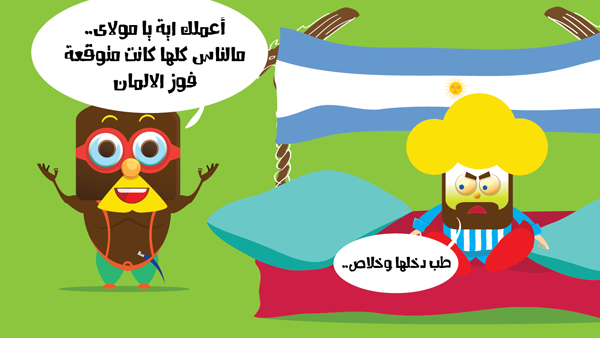 أعملك اية يا مولاى..
مالناس كلها كانت متوقعة
فوز الالمان
طب دخلها وخلاص..